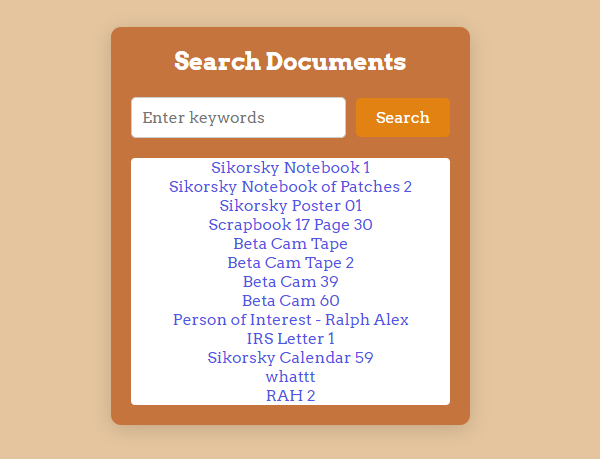 Search Documents
Enter keywords
Search
Sikorsky Notebook 1
Sikorsky Notebook of Patches 2
Sikorsky Poster 01
Scrapbook 17 Page 30
Beta Cam Tape
Beta Cam Tape 2
Beta Cam 39
Beta Cam 60
Person of Interest - Ralph Alex
IRS Letter 1
Sikorsky Calendar 59
whattt
RAH 2